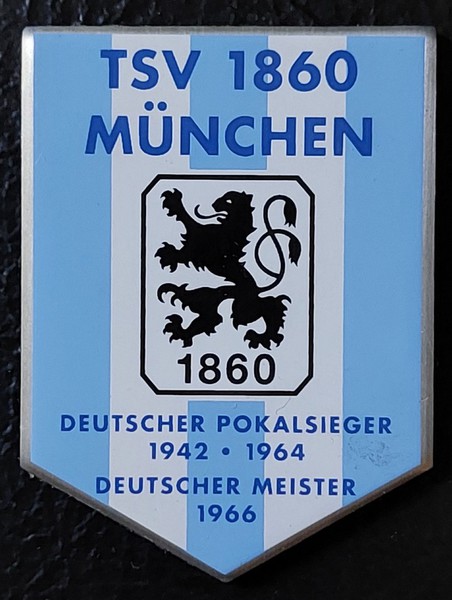 TSV 1860
MÜNCHEN
1860
DEUTSCHER POKALSIEGER
1942 • 1964
DEUTSCHER MEISTER
1966